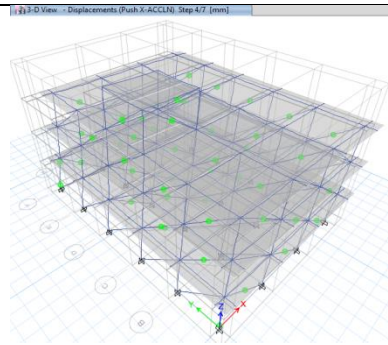 3-D View - Displacements (Push X-ACCLN) Step 4/7 [mm]
Z
Y
X